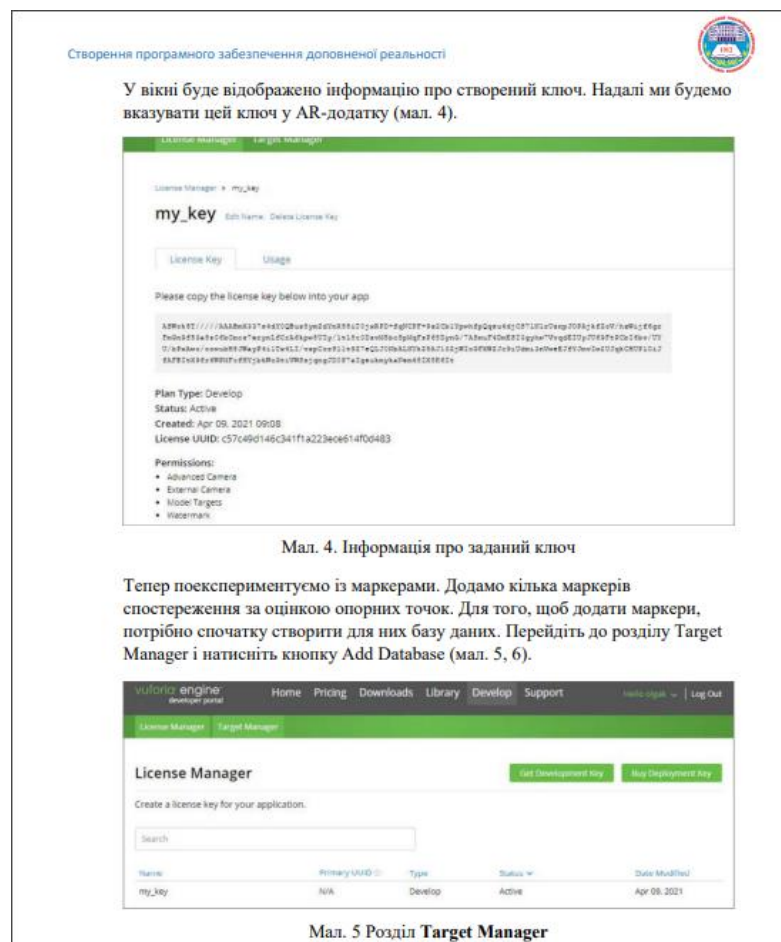 Створення програмного забезпечення доповненої реальності
У вікні буде відображено інформацію про створений ключ. Надалі ми будемо
вказувати цей ключ у AR-додатку (мал. 4).
License Manager Target Manager
License Manager > my_key
my_key Edit Name Delete License Key
License Key Usage
Please copy the license key below into your app
Plan Type: Develop
Status: Active
Created: Apr 09, 2021 09:08
License UUID: c57c49d146c341f1a223ece614f0d483
Permissions:
• Advanced Camera
• External Camera
• Model Targets
• Watermark
Мал. 4. Інформація про заданий ключ
Тепер поекспериментуємо із маркерами. Додамо кілька маркерів
спостереження за оцінкою опорних точок. Для того, щоб додати маркери,
потрібно спочатку створити для них базу даних. Перейдіть до розділу Target
Manager і натисніть кнопку Add Database (мал. 5, 6).
vuforia engine Home Pricing Downloads Library Develop Support Hello olgak | Log Out
developer portal
License Manager Target Manager
License Manager Get Development Key Buy Deployment Key
Create a license key for your application.
Search
Name Primary UUID Type Status Date Modified
my_key N/A Develop Active Apr 09, 2021
Мал. 5 Розділ Target Manager